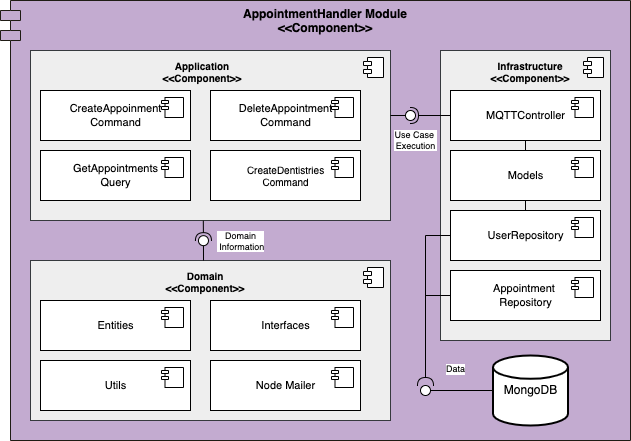 AppointmentHandler Module
<<Component>>
Application
<<Component>>
CreateAppoinment
Command
DeleteAppointment
Command
GetAppointments
Query
CreateDentistries
Command
Use Case
Execution
Infrastructure
<<Component>>
MQTTController
Models
UserRepository
Appointment
Repository
Domain
Information
Domain
<<Component>>
Entities
Interfaces
Utils
Node Mailer
Data
MongoDB